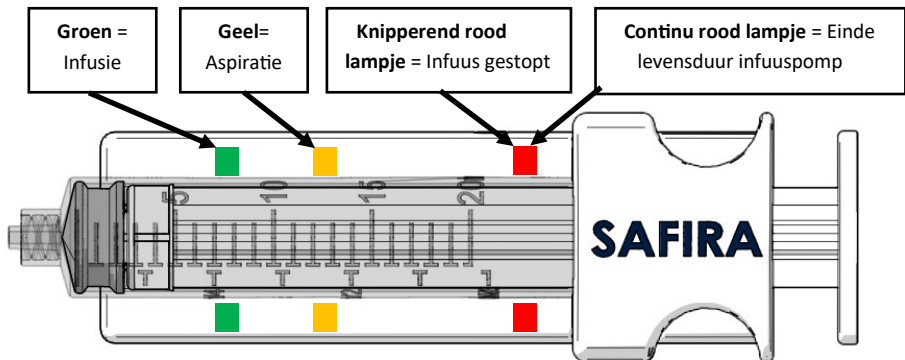 Groen =
Infusie
Geel=
Aspiratie
Knipperend rood
lampje = Infuus gestopt
Continu rood lampje = Einde
levensduur infuuspomp
5 10 15 20
SAFIRA